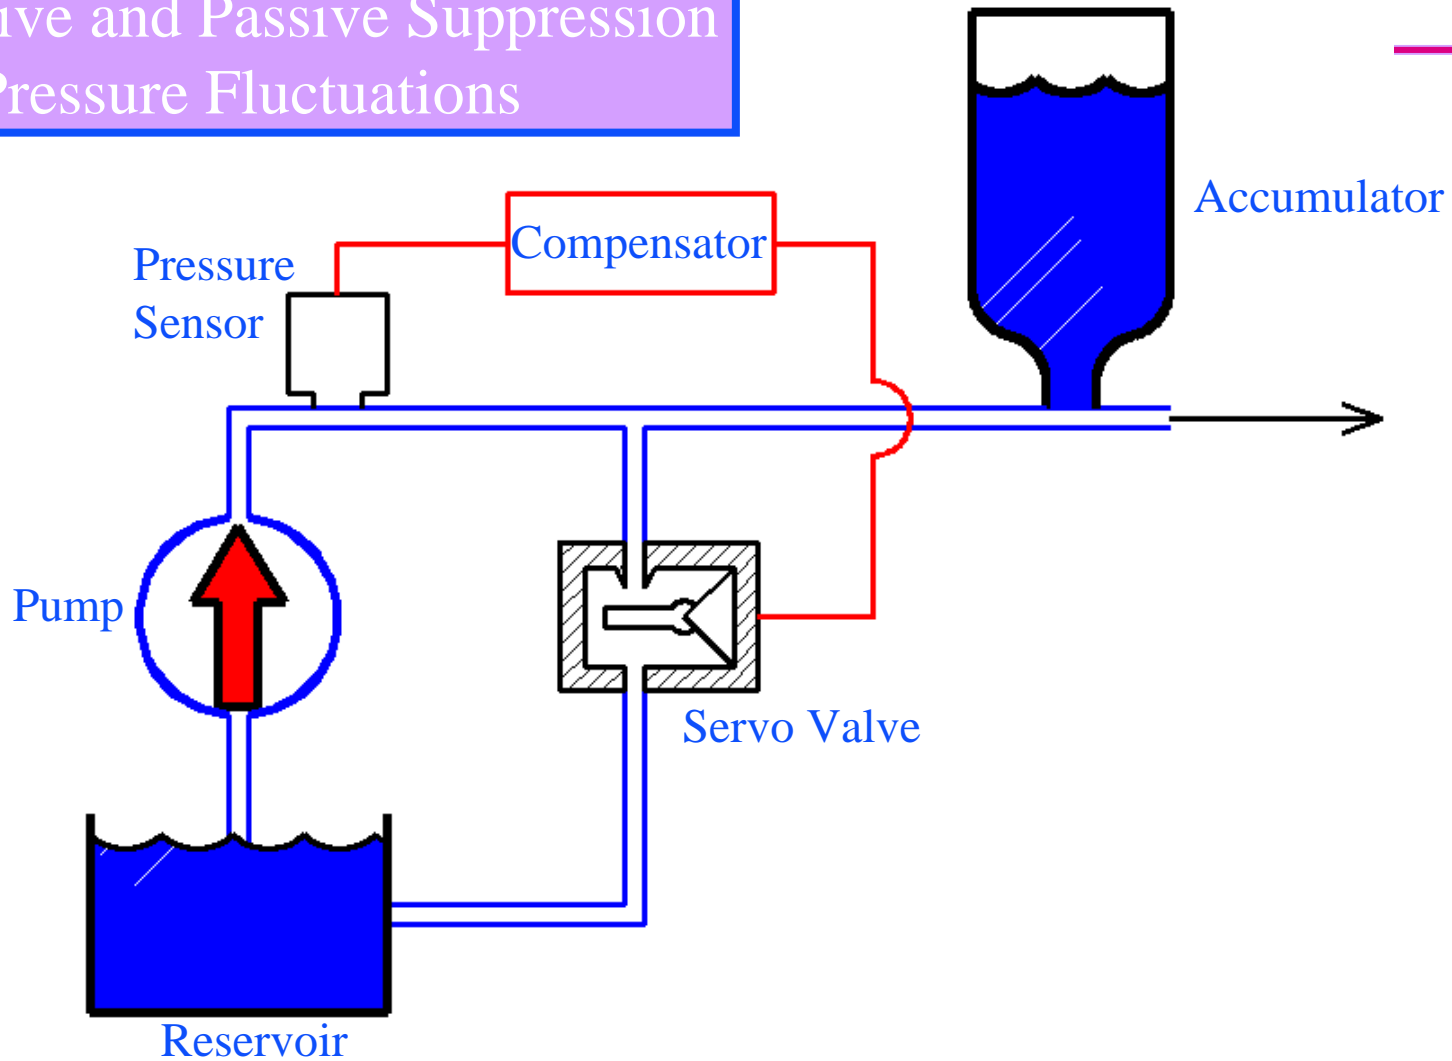 ive and Passive Suppression
Pressure Fluctuations
Accumulator
Compensator
Pressure
Sensor
Pump
Servo Valve
Reservoir